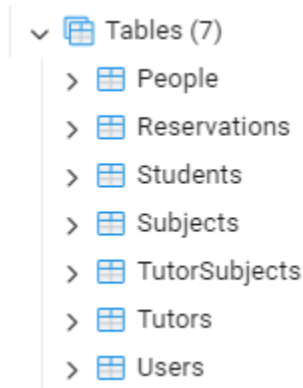 Tables (7)
People
Reservations
Students
Subjects
TutorSubjects
Tutors
Users